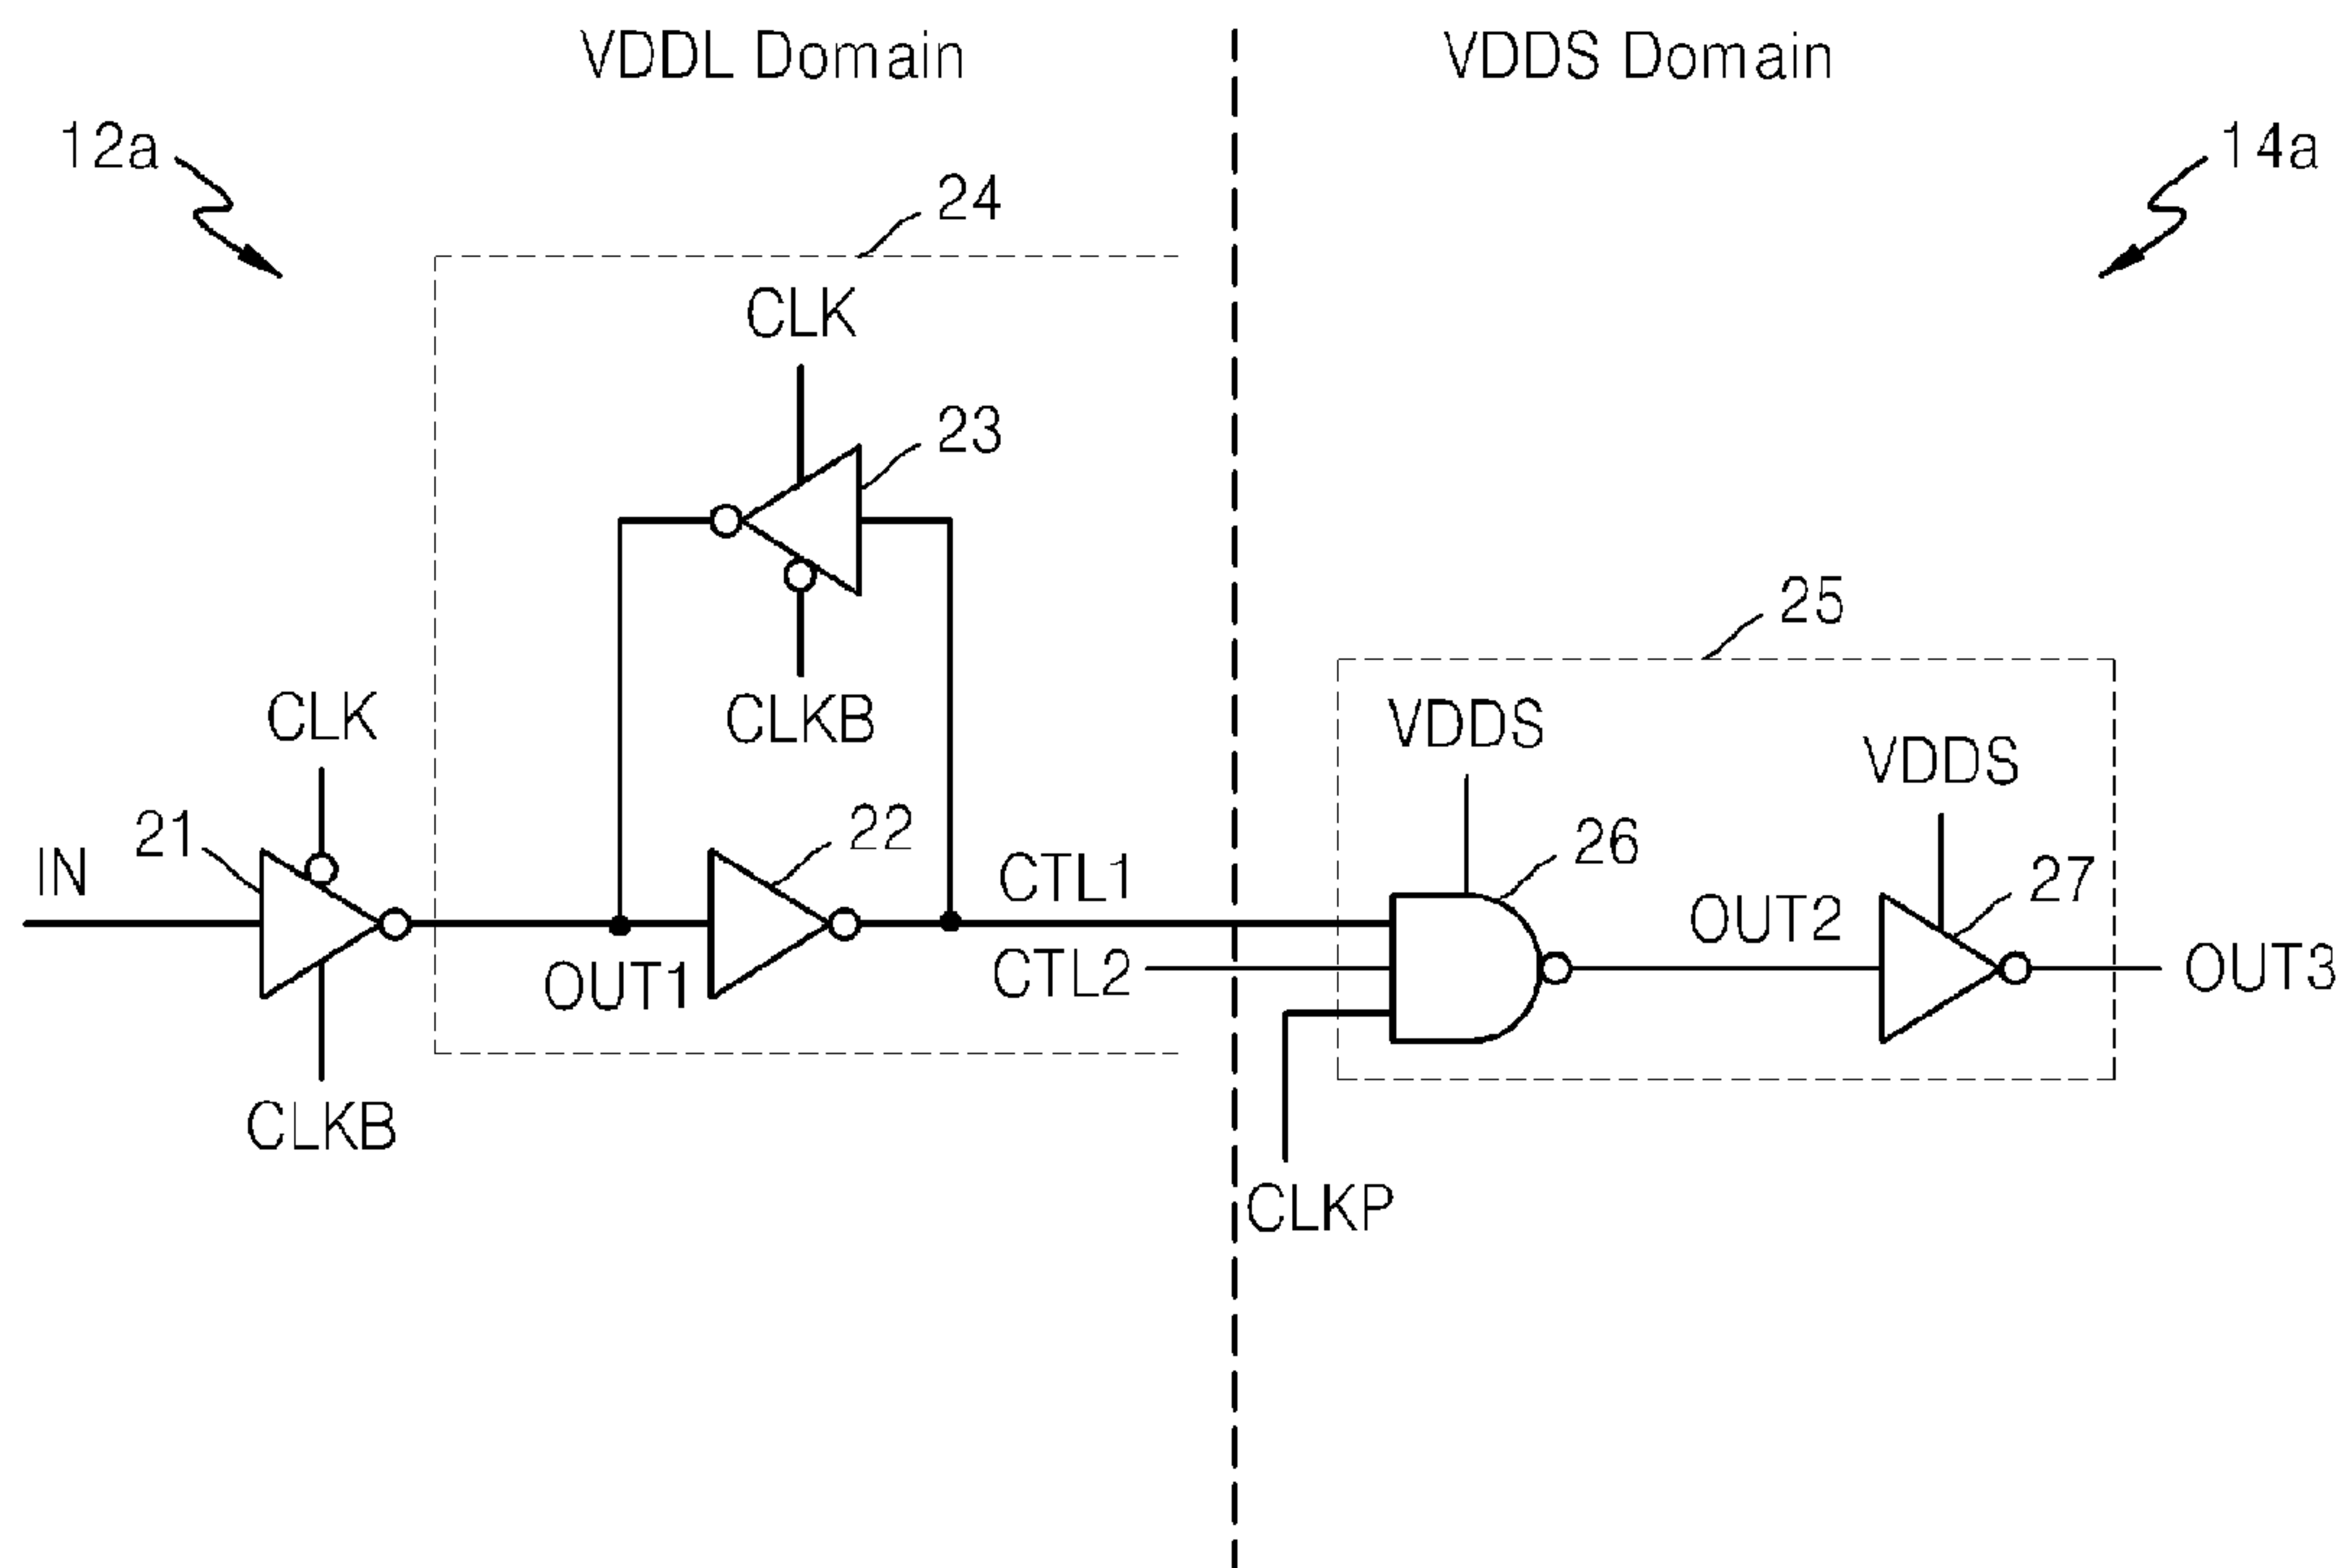 VDDL Domain
VDDS Domain
12a
14a
24
CLK
23
CLKB
25
VDDS
VDDS
CLK
21
22
26
27
IN
CTL1
OUT2
OUT1
CTL2
OUT3
CLKB
CLKP